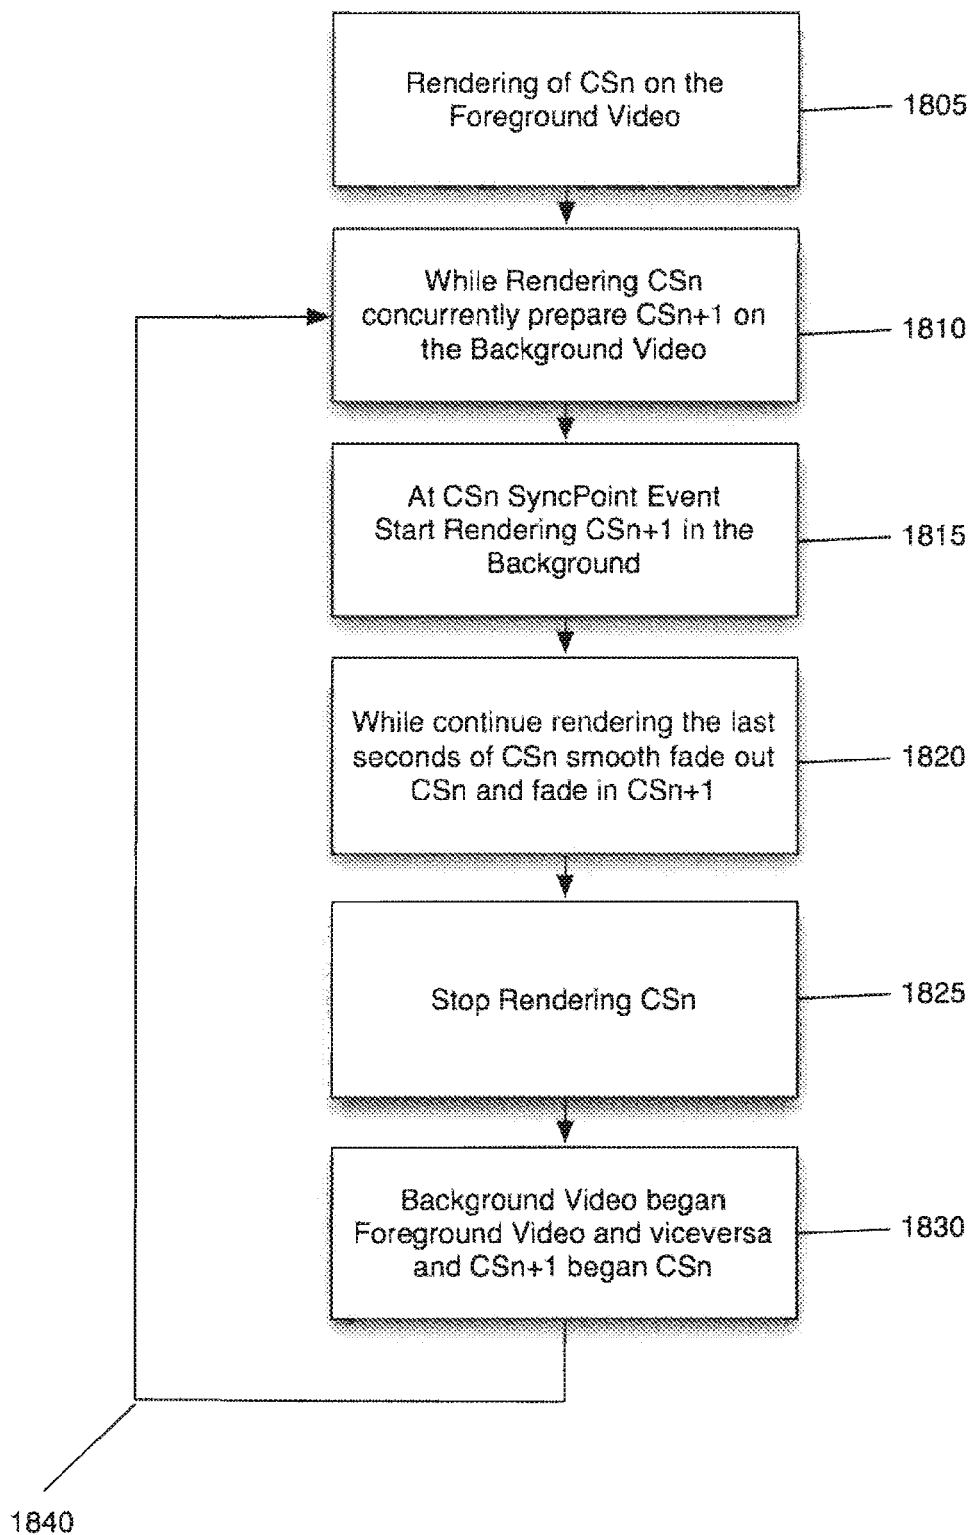 Rendering of CSn on the
Foreground Video
1805
While Rendering CSn
concurrently prepare CSn+1 on
the Background Video
1810
At CSn SyncPoint Event
Start Rendering CSn+1 in the
Background
1815
While continue rendering the last
seconds of CSn smooth fade out
CSn and fade in CSn+1
1820
Stop Rendering CSn
1825
Background Video began
Foreground Video and viceversa
and CSn+1 began CSn
1830
1840